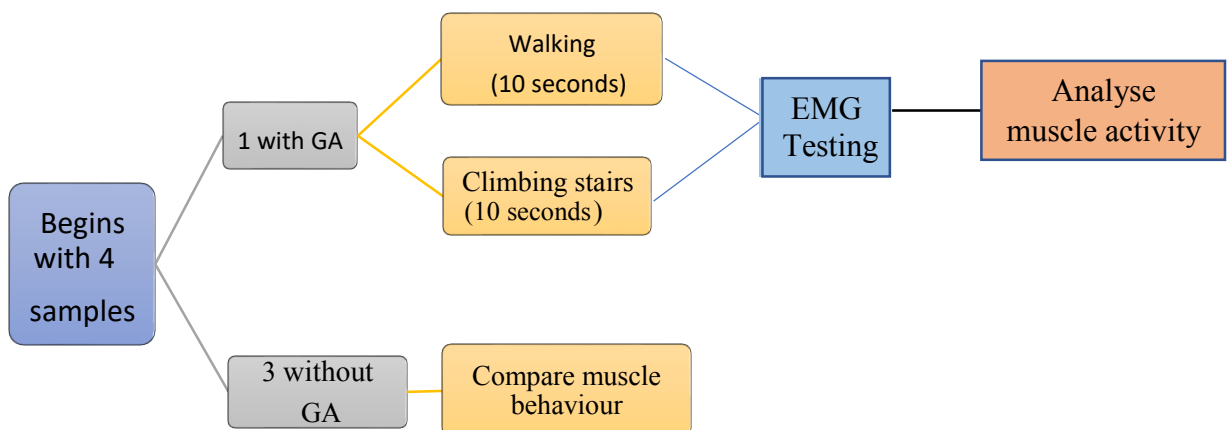 Begins
with 4
samples
1 with GA
3 without
GA
Walking
(10 seconds)
Climbing stairs
(10 seconds)
Compare muscle
behaviour
EMG
Testing
Analyse
muscle activity